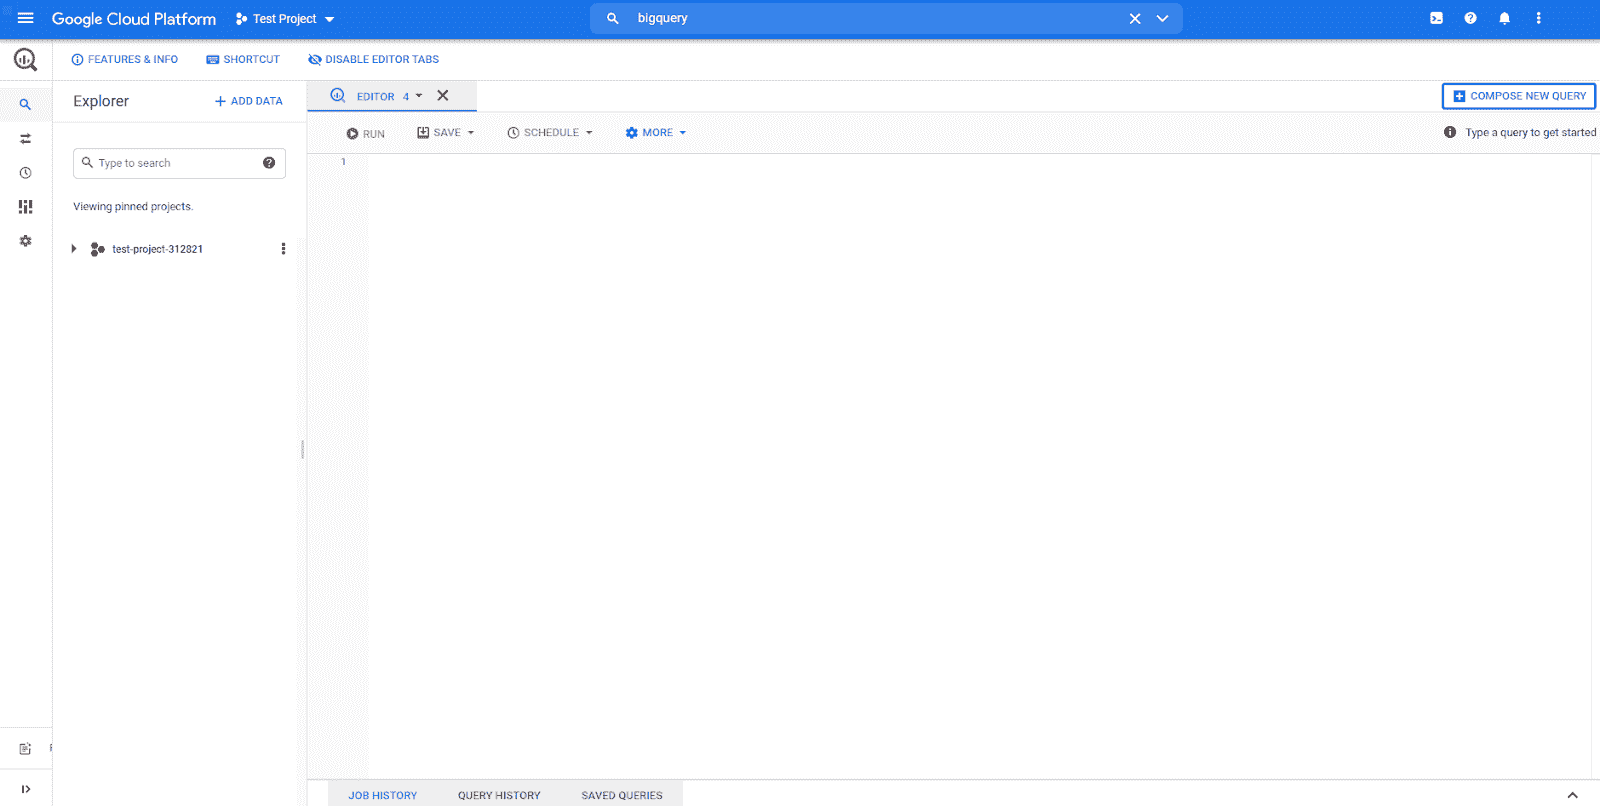 Google Cloud Platform Test Project bigquery
FEATURES & INFO SHORTCUT DISABLE EDITOR TABS
Explorer ADD DATA EDITOR 4 COMPOSE NEW QUERY
RUN SAVE SCHEDULE MORE Type a query to get started
Type to search 1
Viewing pinned projects.
test-project-312821
JOB HISTORY QUERY HISTORY SAVED QUERIES